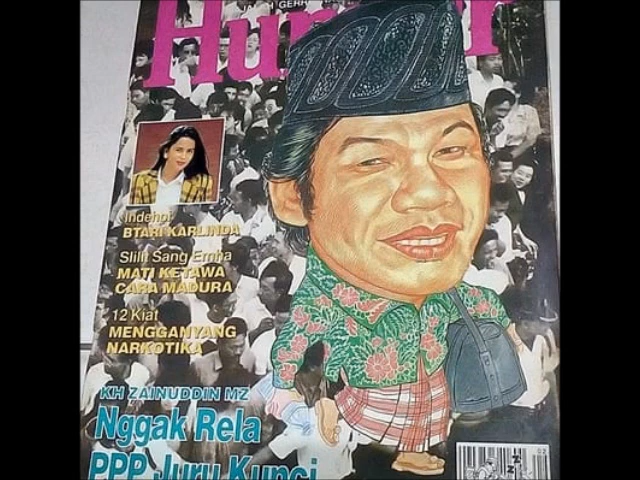 Indehoi
BTARI KARLINDA
Slilit Sang Emha
MATI KETAWA
CARA MADURA
12 Kiat
MENGGANYANG
NARKOTIKA
KH ZAINUDDIN MZ
Nggak Rela
PPP Juru Kunci